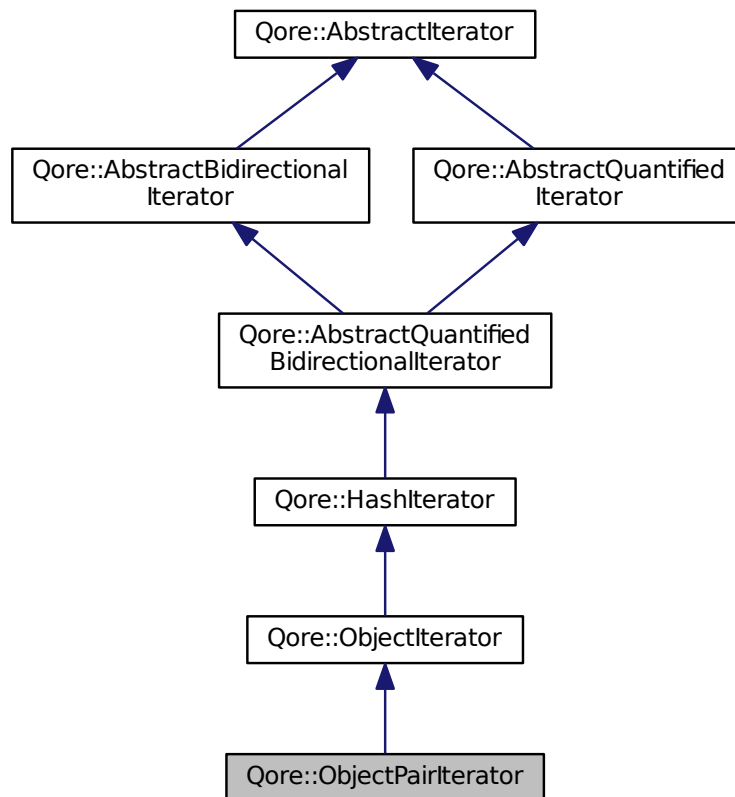 Qore::AbstractIterator
Qore::AbstractBidirectional
Iterator
Qore::AbstractQuantified
Iterator
Qore::AbstractQuantified
BidirectionalIterator
Qore::HashIterator
Qore::ObjectIterator
Qore::ObjectPairIterator